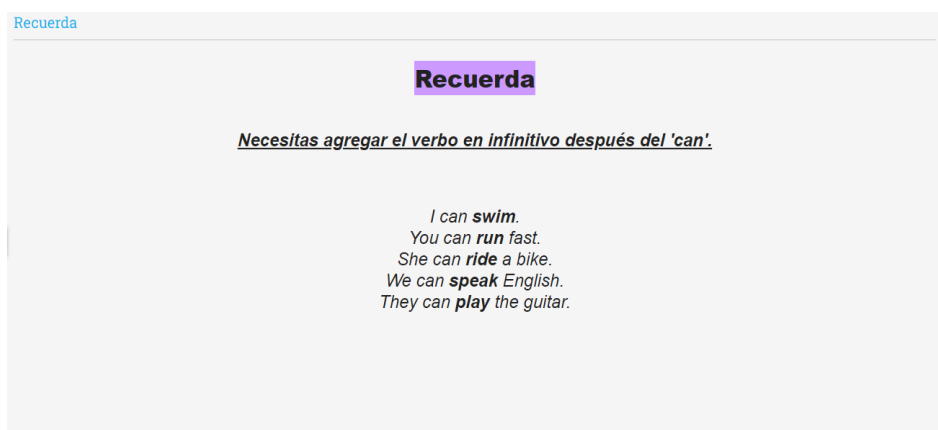 Recuerda
Recuerda
Necesitas agregar el verbo en infinitivo después del 'can'.
I can swim.
You can run fast.
She can ride a bike.
We can speak English.
They can play the guitar.